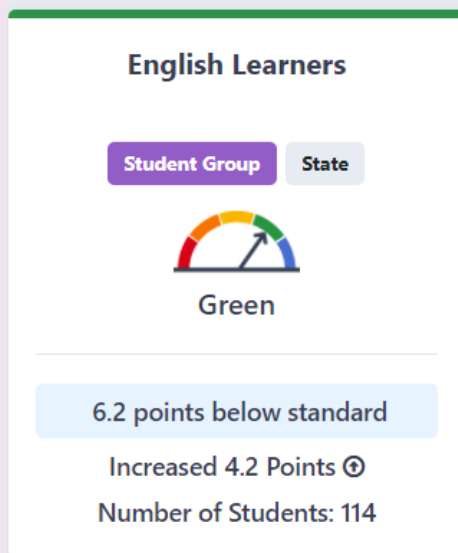 English Learners
Student Group State
Green
6.2 points below standard
Increased 4.2 Points
Number of Students: 114